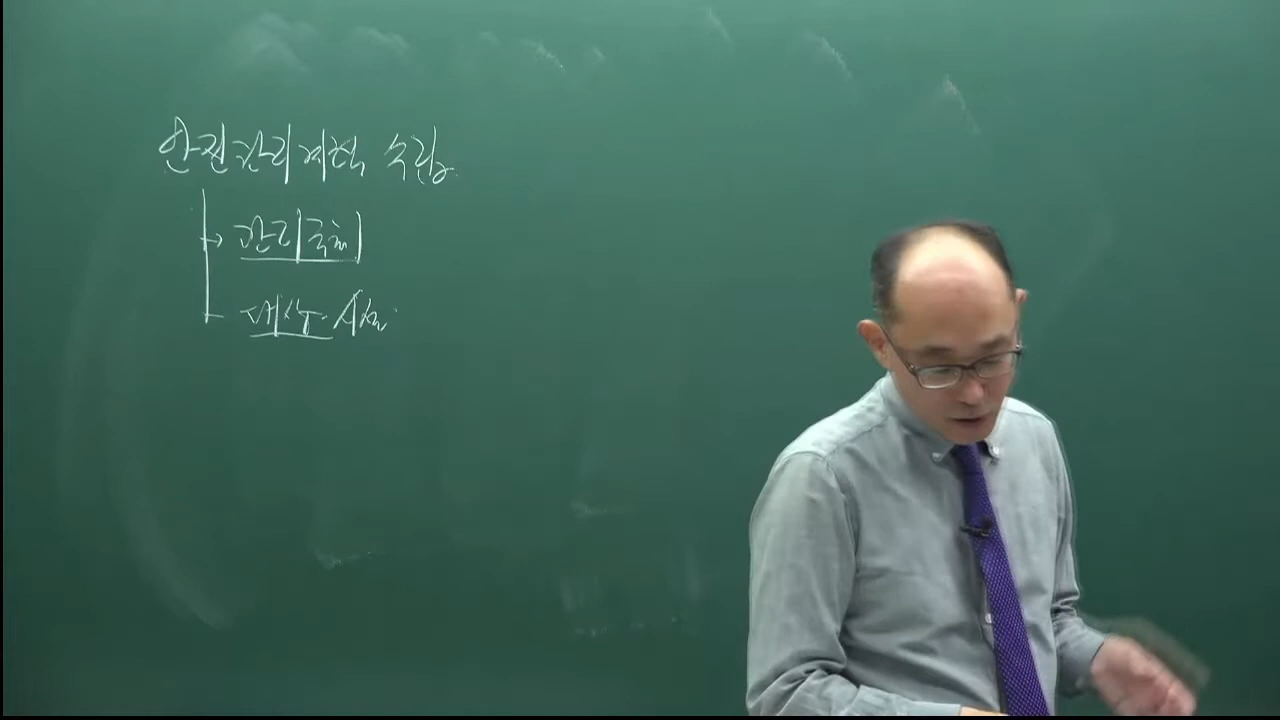 안전관리계획 수립
관리주체
대상 시설